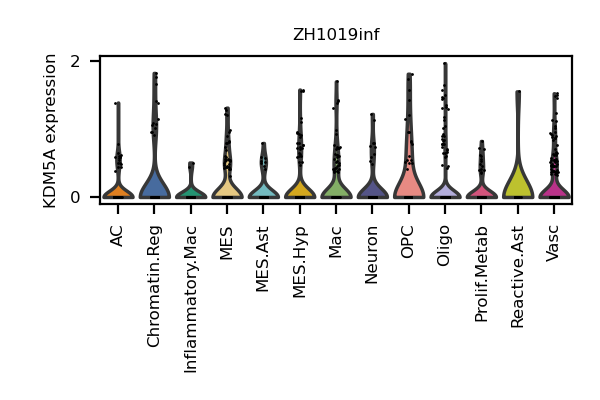 ZH1019inf
KDM5A expression
2
0
AC
Chromatin.Reg
Inflammatory.Mac
MES
MES.Ast
MES.Hyp
Mac
Neuron
OPC
Oligo
Prolif.Metab
Reactive.Ast
Vasc